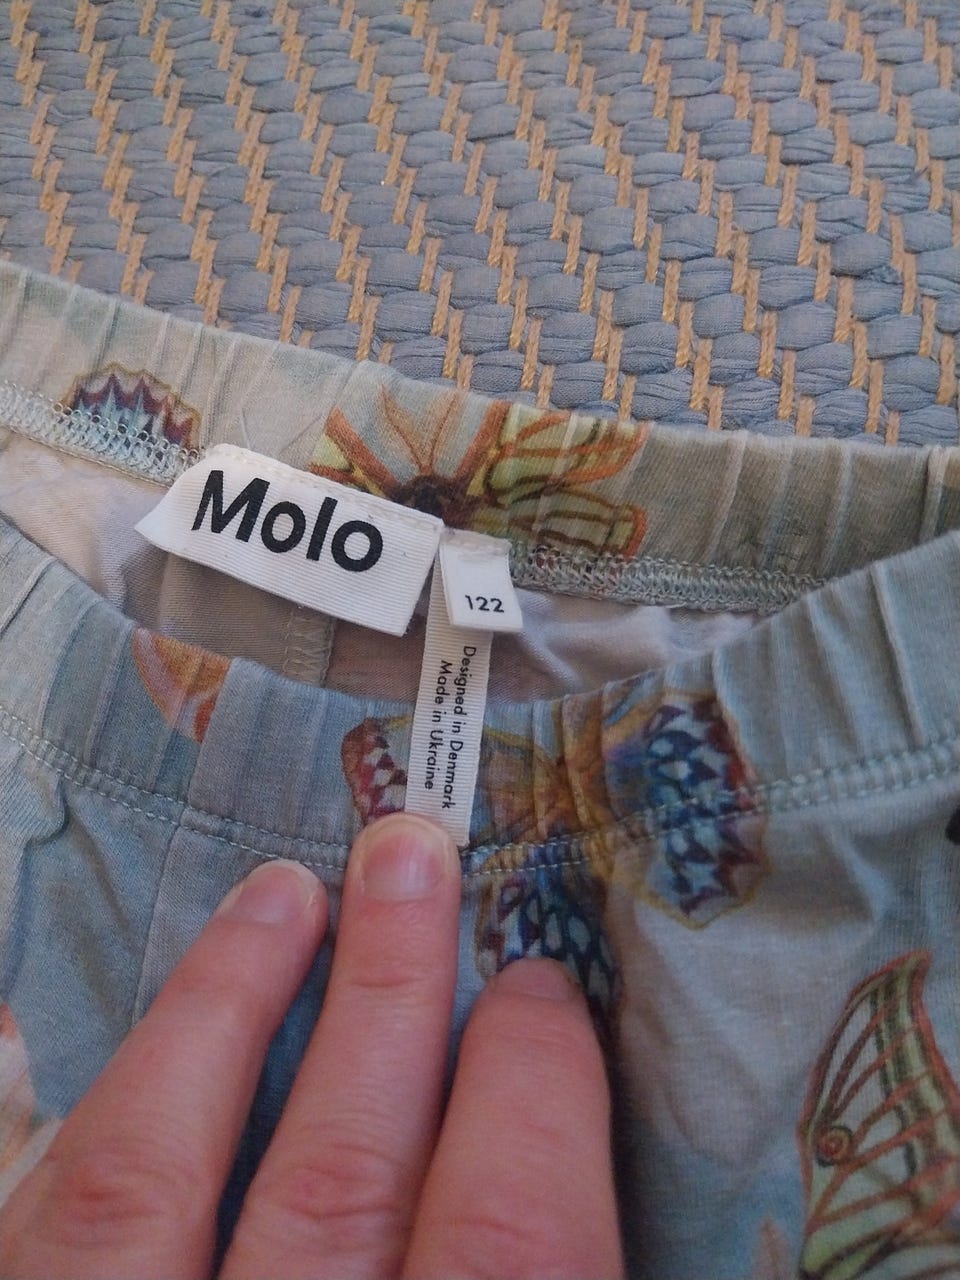 Molo
122
Designed in Denmark
Made in Ukraine